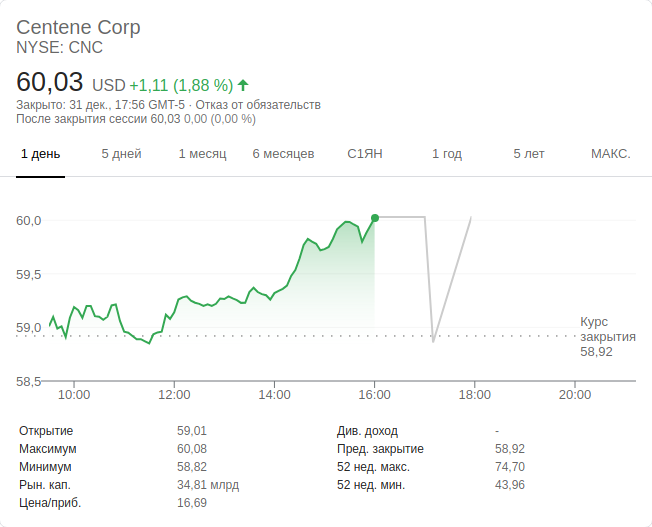 Centene Corp
NYSE: CNC
60,03 USD +1,11 (1,88 %)
Закрыто: 31 дек., 17:56 GMT-5 · Отказ от обязательств
После закрытия сессии 60,03 0,00 (0,00 %)
1 день 5 дней 1 месяц 6 месяцев С1ЯН 1 год 5 лет МАКС.
60,0
59,5
59,0
58,5
Курс
закрытия
58,92
10:00 12:00 14:00 16:00 18:00 20:00
Открытие 59,01 Див. доход -
Максимум 60,08 Пред. закрытие 58,92
Минимум 58,82 52 нед. макс. 74,70
Рын. кап. 34,81 млрд 52 нед. мин. 43,96
Цена/приб. 16,69